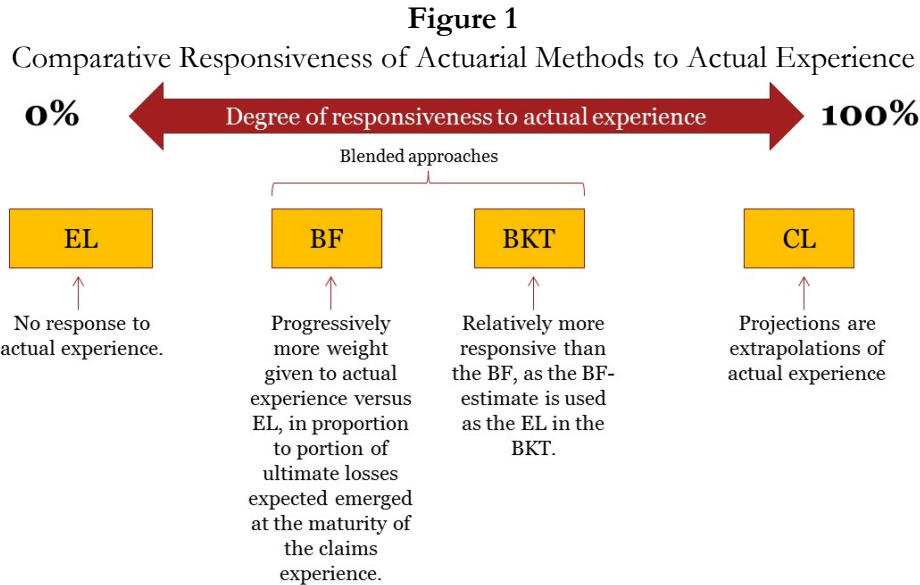 Figure 1
Comparative Responsiveness of Actuarial Methods to Actual Experience
0%
Degree of responsiveness to actual experience
100%
Blended approaches
EL
BF
BKT
CL
No response to
actual experience.
Progressively
more weight
given to actual
experience versus
EL, in proportion
to portion of
ultimate losses
expected emerged
at the maturity of
the claims
experience.
Relatively more
responsive than
the BF, as the BF-
estimate is used
as the EL in the
BKT.
Projections are
extrapolations of
actual experience